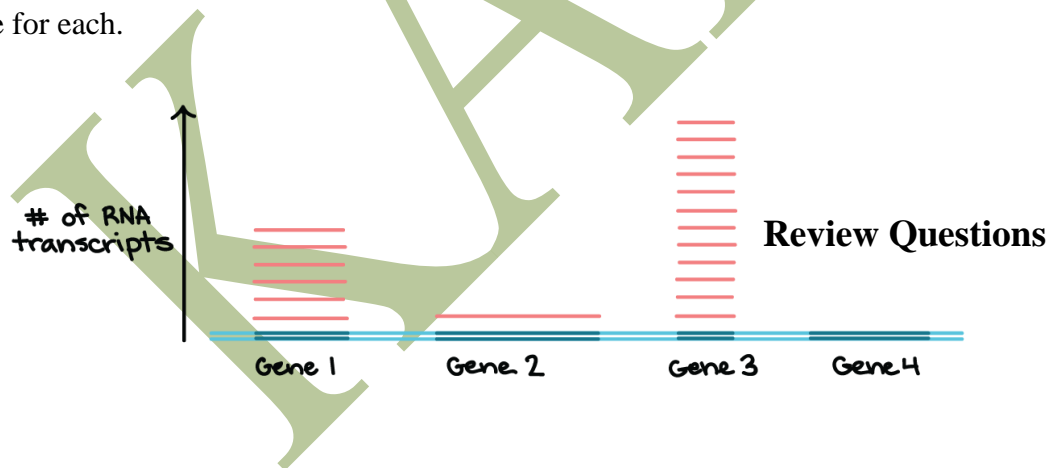 e for each.
# of RNA
transcripts
Review Questions
Gene 1
Gene 2
Gene 3
Gene 4